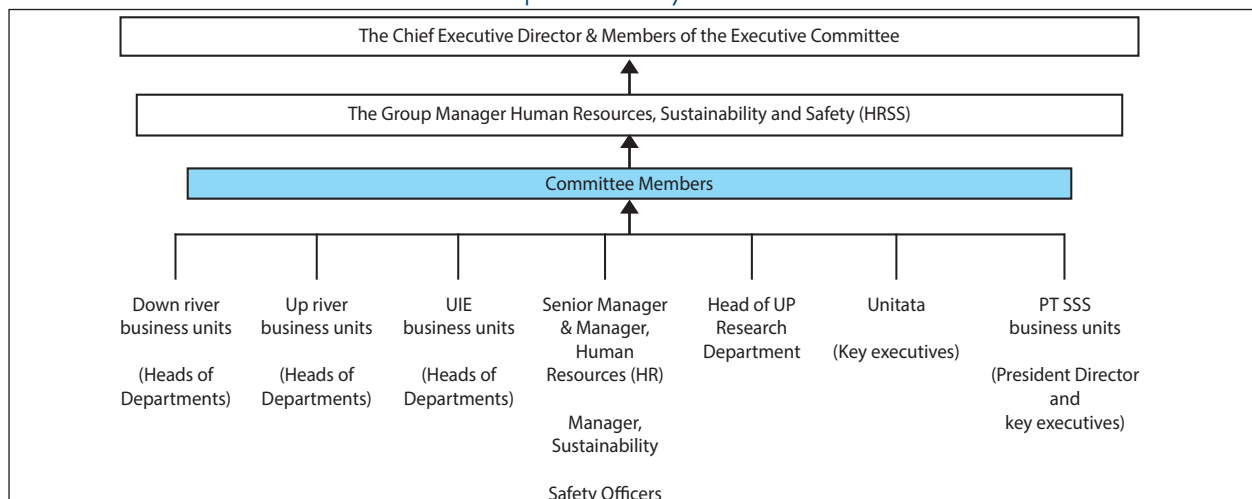 The Chief Executive Director & Members of the Executive Committee
The Group Manager Human Resources, Sustainability and Safety (HRSS)
Committee Members
Down river
business units
(Heads of
Departments)
Up river
business units
(Heads of
Departments)
UIE
business units
(Heads of
Departments)
Senior Manager
& Manager,
Human
Resources (HR)
Manager,
Sustainability
Safety Officers
Head of UP
Research
Department
Unitata
(Key executives)
PT SSS
business units
(President Director
and
key executives)